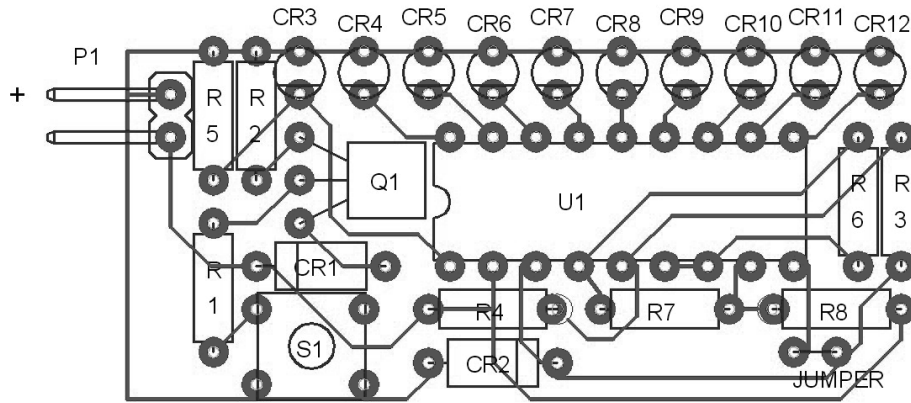 CR3 CR4 CR5 CR6 CR7 CR8 CR9 CR10 CR11 CR12
P1
+
R 5
R 2
Q1
U1
R 6
R 3
R 1
CR1
R4
R7
R8
S1
CR2
JUMPER